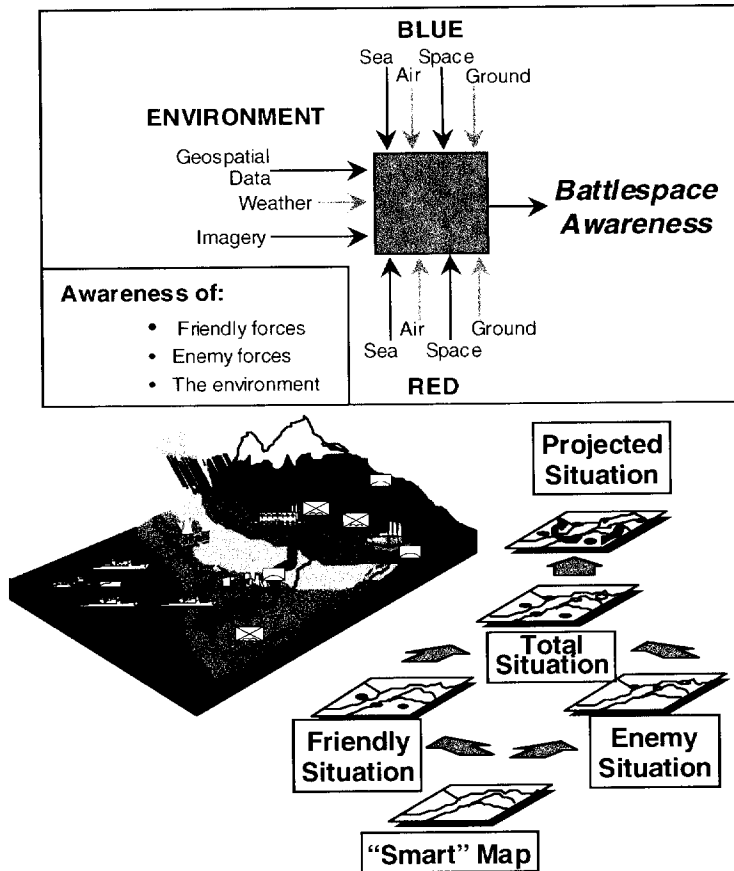 BLUE
Sea Space
Air Ground
ENVIRONMENT
Geospatial
Data
Weather
Imagery
Battlespace
Awareness
Awareness of:
• Friendly forces
• Enemy forces
• The environment
Air Ground
Sea Space
RED
Projected
Situation
Total
Situation
Friendly
Situation
Enemy
Situation
“Smart” Map